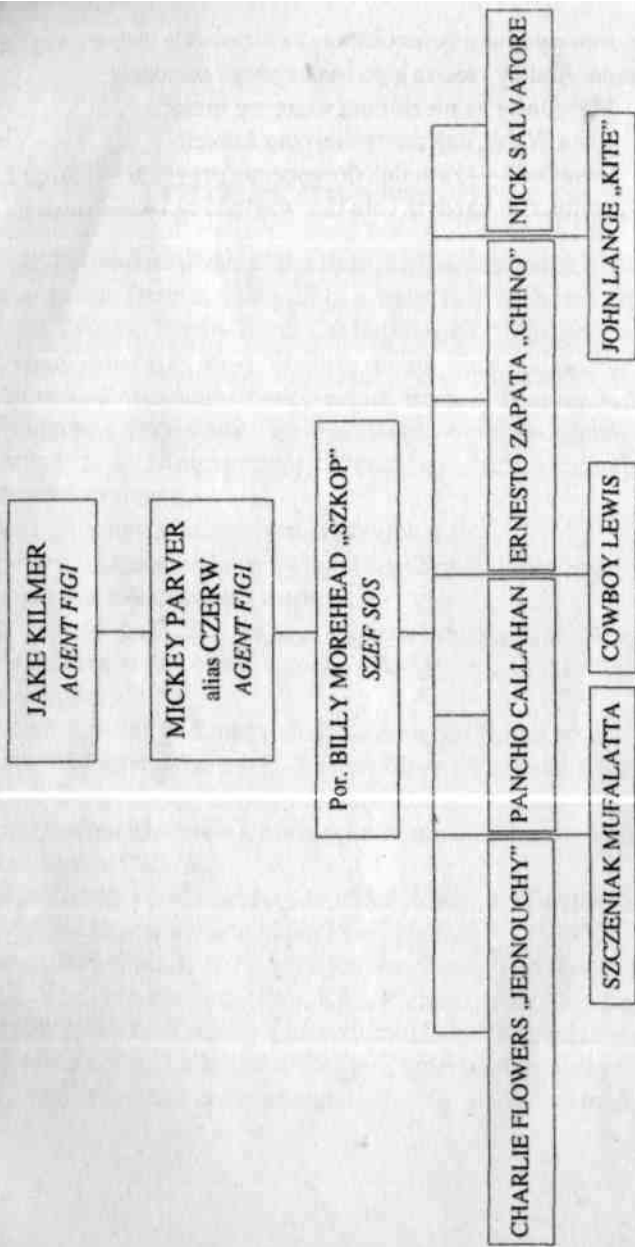 JAKE KILMER
AGENT FIGI
MICKEY PARVER
alias CZERW
AGENT FIGI
Por. BILLY MOREHEAD „SZKOP”
SZEF SOS
CHARLIE FLOWERS „JEDNOUCHY”
PANCHO CALLAHAN
ERNESTO ZAPATA „CHINO”
NICK SALVATORE
SZCZENIAK MUFALATTA
COWBOY LEWIS
JOHN LANGE „KITE”